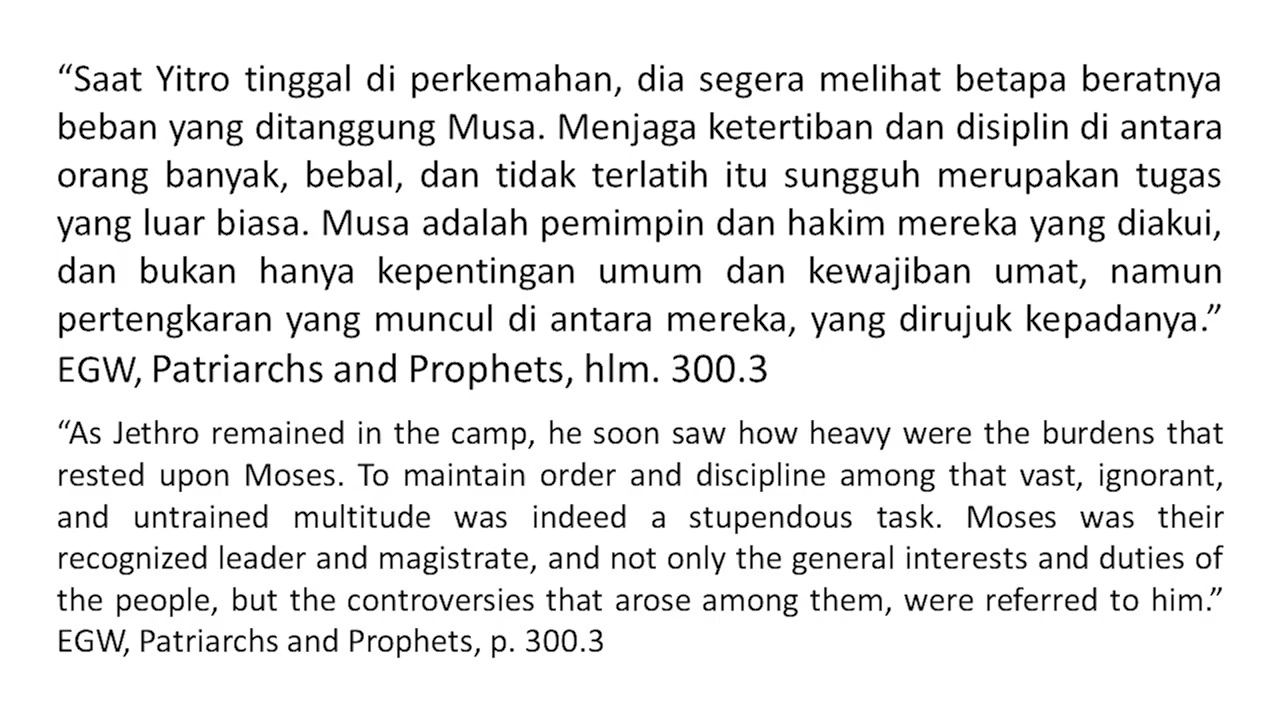 “Saat Yitro tinggal di perkemahan, dia segera melihat betapa beratnya
beban yang ditanggung Musa. Menjaga ketertiban dan disiplin di antara
orang banyak, bebal, dan tidak terlatih itu sungguh merupakan tugas
yang luar biasa. Musa adalah pemimpin dan hakim mereka yang diakui,
dan bukan hanya kepentingan umum dan kewajiban umat, namun
pertengkaran yang muncul di antara mereka, yang dirujuk kepadanya.”
EGW, Patriarchs and Prophets, hlm. 300.3
“As Jethro remained in the camp, he soon saw how heavy were the burdens that
rested upon Moses. To maintain order and discipline among that vast, ignorant,
and untrained multitude was indeed a stupendous task. Moses was their
recognized leader and magistrate, and not only the general interests and duties of
the people, but the controversies that arose among them, were referred to him.”
EGW, Patriarchs and Prophets, p. 300.3